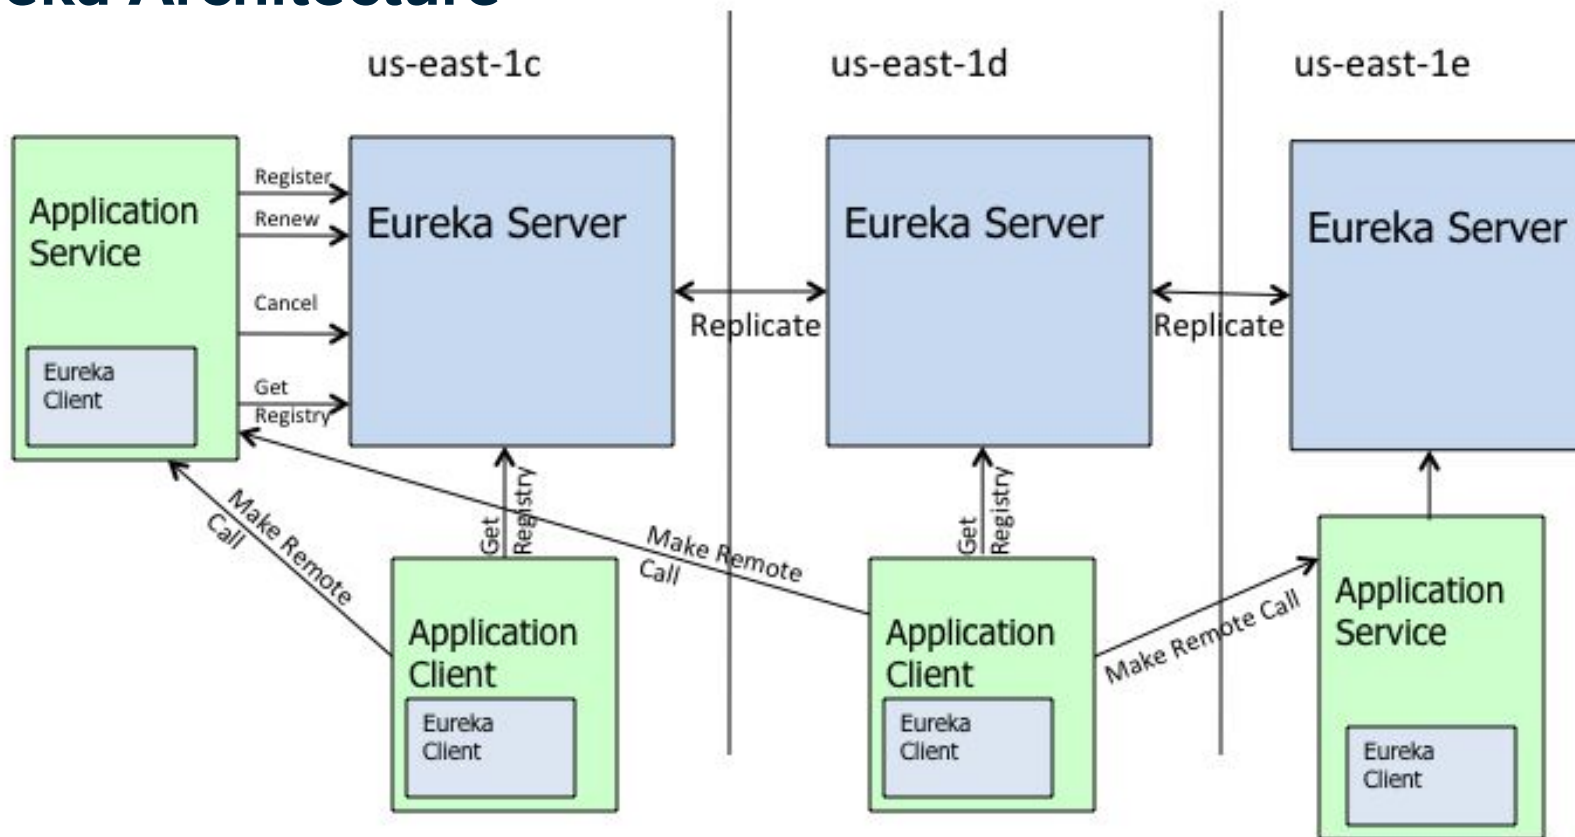 eka Architecture
us-east-1c
us-east-1d
us-east-1e
Application
Service
Register
Renew
Cancel
Get
Registry
Eureka
Client
Eureka Server
Replicate
Eureka Server
Replicate
Eureka Server
Make Remote
Call
Get
Registry
Make Remote
Call
Get
Registry
Make Remote Call
Application
Client
Eureka
Client
Application
Client
Eureka
Client
Application
Service
Eureka
Client